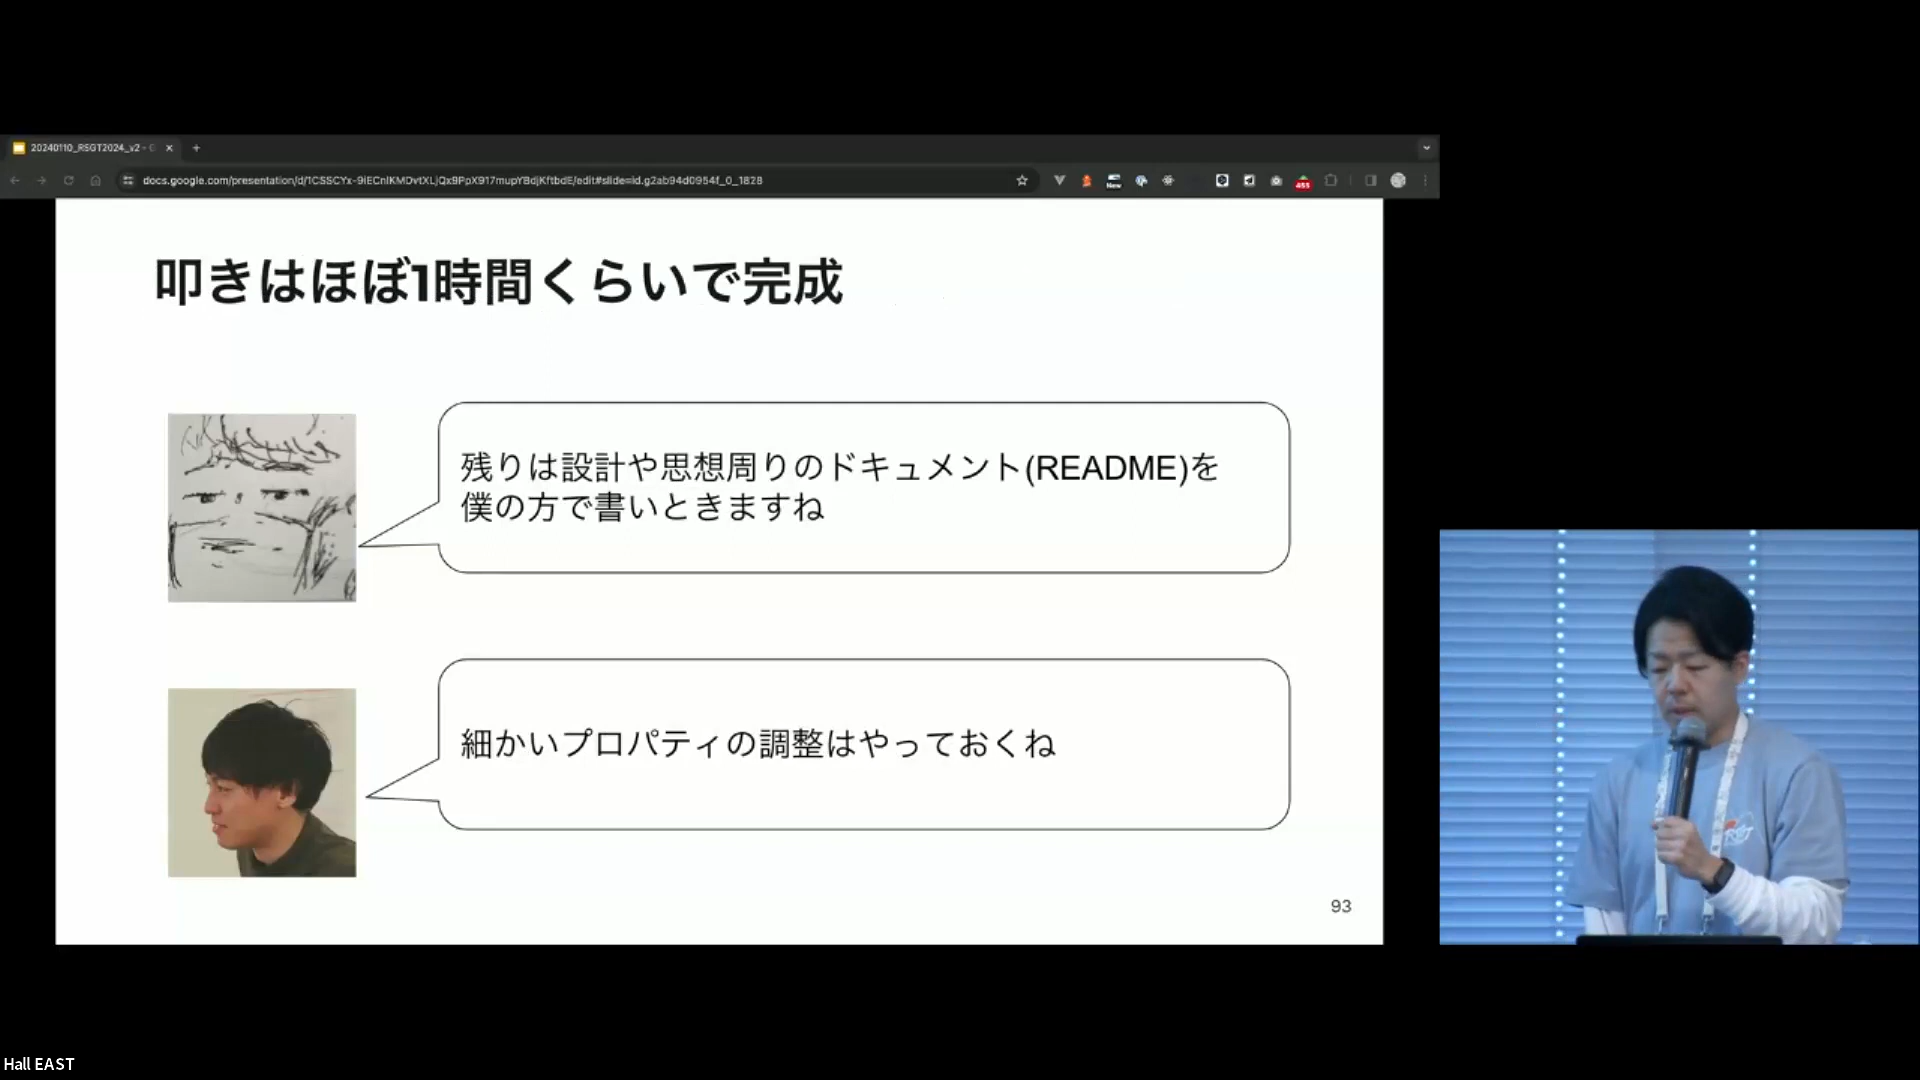 20240110_RSGT2024_v2 - G
docs.google.com/presentation/d/1CSSCYx-9iECnlKMDvtXLjQx9PpX917mupYBdjKftbdE/edit#slide=id.g2ab94d0954f_0_1828
New
455
叩きはほぼ1時間くらいで完成
残りは設計や思想周りのドキュメント(README)を
僕の方で書いときますね
細かいプロパティの調整はやっておくね
93
Hall EAST